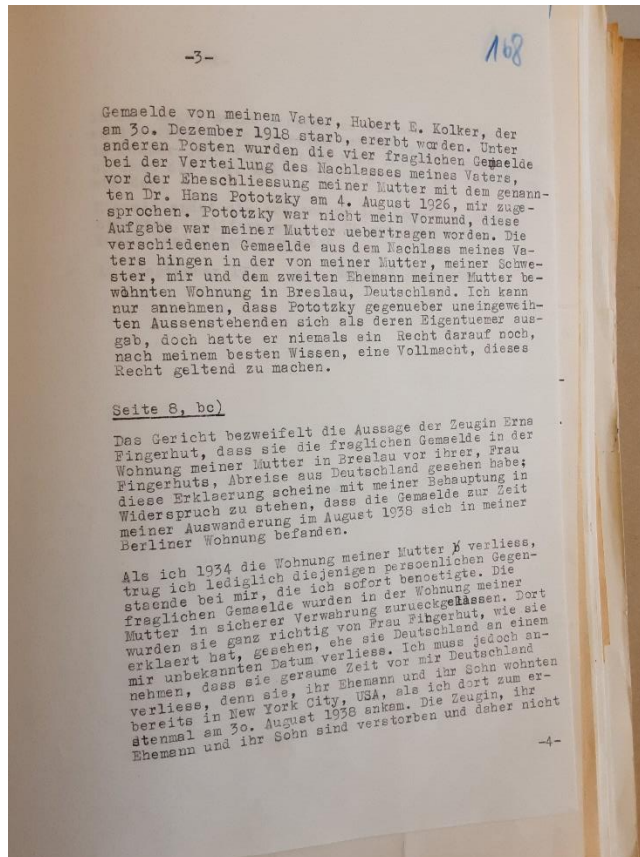 -3-
168
Gemaelde von meinem Vater, Hubert E. Kolker, der
am 30. Dezember 1918 starb, ererbt worden. Unter
anderen Posten wurden die vier fraglichen Gemaelde
bei der Verteilung des Nachlasses meines Vaters,
vor der Eheschliessung meiner Mutter mit dem genann-
ten Dr. Hans Pototzky am 4. August 1926, mir zuge-
sprochen. Pototzky war nicht mein Vormund, diese
Aufgabe war meiner Mutter uebertragen worden. Die
verschiedenen Gemaelde aus dem Nachlass meines Va-
ters hingen in der von meiner Mutter, meiner Schwe-
ster, mir und dem zweiten Ehemann meiner Mutter be-
wohnten Wohnung in Breslau, Deutschland. Ich kann
nur annehmen, dass Pototzky gegenueber uneingeweih-
ten Aussenstehenden sich als deren Eigentuemer aus-
gab, doch hatte er niemals ein Recht darauf noch,
nach meinem besten Wissen, eine Vollmacht, dieses
Recht geltend zu machen.
Seite 8, bc)
Das Gericht bezweifelt die Aussage der Zeugin Erna
Fingerhut, dass sie die fraglichen Gemaelde in der
Wohnung meiner Mutter in Breslau vor ihrer, Frau
Fingerhuts, Abreise aus Deutschland gesehen habe;
diese Erklaerung scheine mit meiner Behauptung in
Widerspruch zu stehen, dass die Gemaelde zur Zeit
meiner Auswanderung im August 1938 sich in meiner
Berliner Wohnung befanden.
Als ich 1934 die Wohnung meiner Mutter verliess,
trug ich lediglich diejenigen persoenlichen Gegen-
staende bei mir, die ich sofort benoetigte. Die
fraglichen Gemaelde wurden in der Wohnung meiner
Mutter in sicherer Verwahrung zurueckgelassen. Dort
wurden sie ganz richtig von Frau Fingerhut, wie sie
erklaert hat, gesehen, ehe sie Deutschland an einem
mir unbekannten Datum verliess. Ich muss jedoch an-
nehmen, dass sie geraume Zeit vor mir Deutschland
verliess, denn sie, ihr Ehemann und ihr Sohn wohnten
bereits in New York City, USA, als ich dort zum er-
stenmal am 30. August 1938 ankam. Die Zeugin, ihr
Ehemann und ihr Sohn sind verstorben und daher nicht
-4-